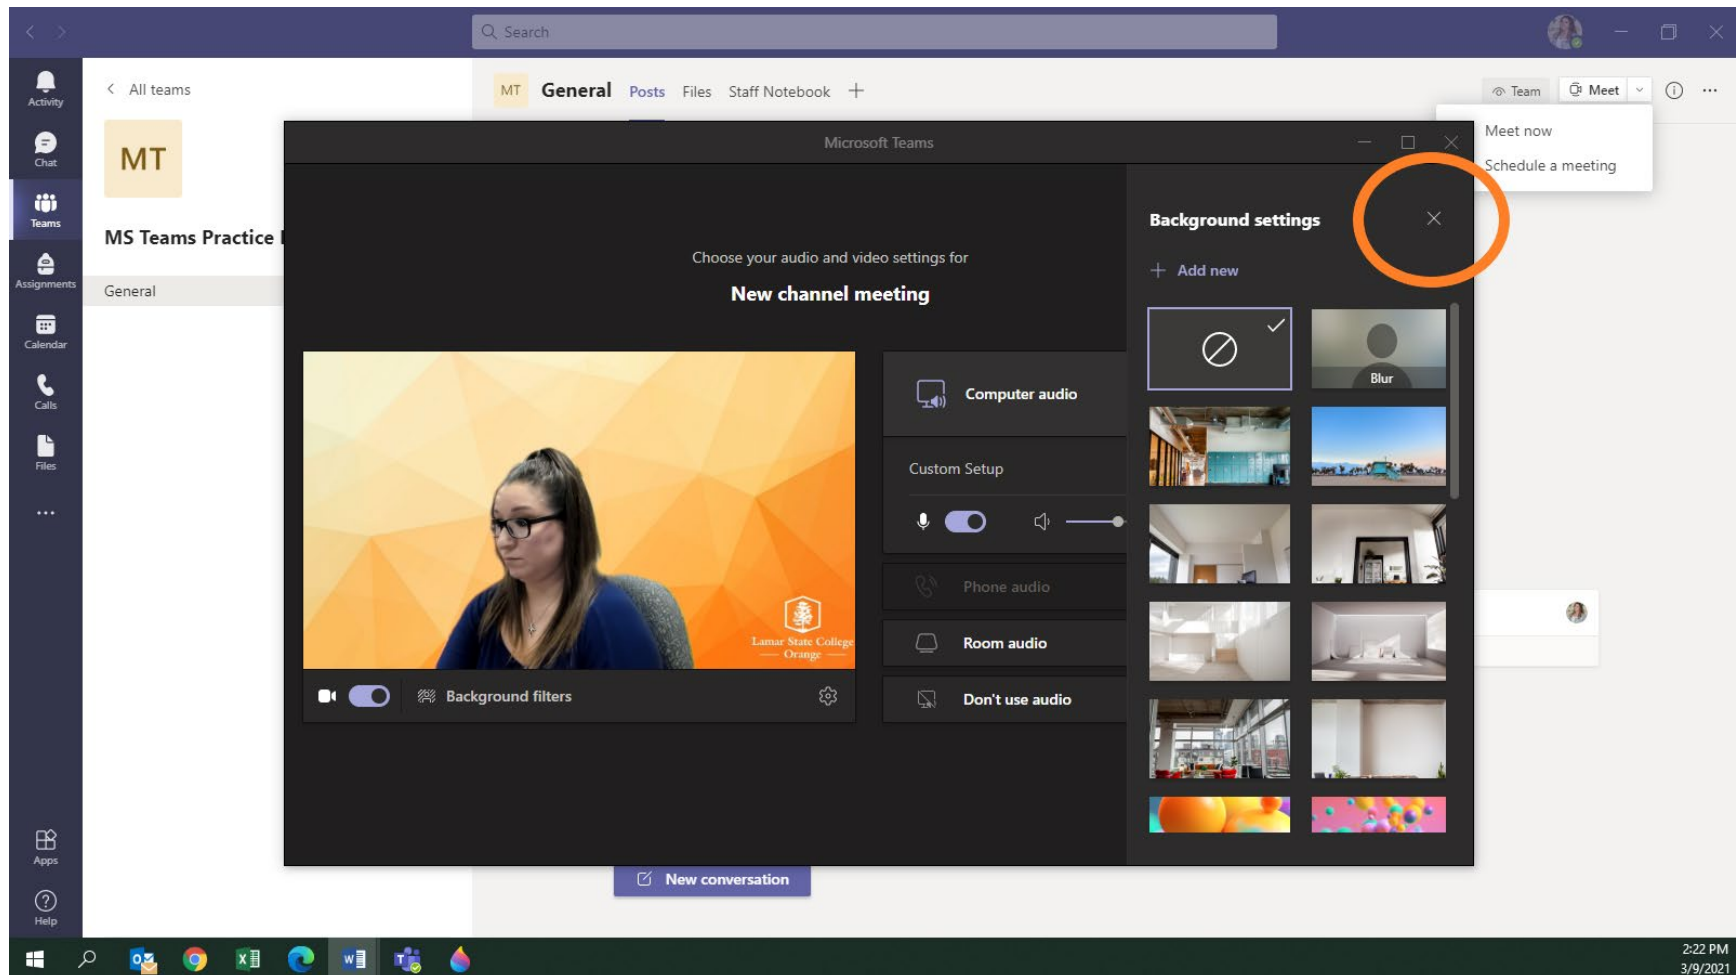 Search
Activity
Chat
Teams
Assignments
Calendar
Calls
Files
Apps
Help
All teams
MT
MS Teams Practice
General
MT General Posts Files Staff Notebook
Team
Meet
Meet now
Schedule a meeting
Microsoft Teams
Choose your audio and video settings for
New channel meeting
Lamar State College
Orange
Background filters
Computer audio
Custom Setup
Phone audio
Room audio
Don't use audio
Background settings
Add new
Blur
New conversation
2:22 PM
3/9/2021